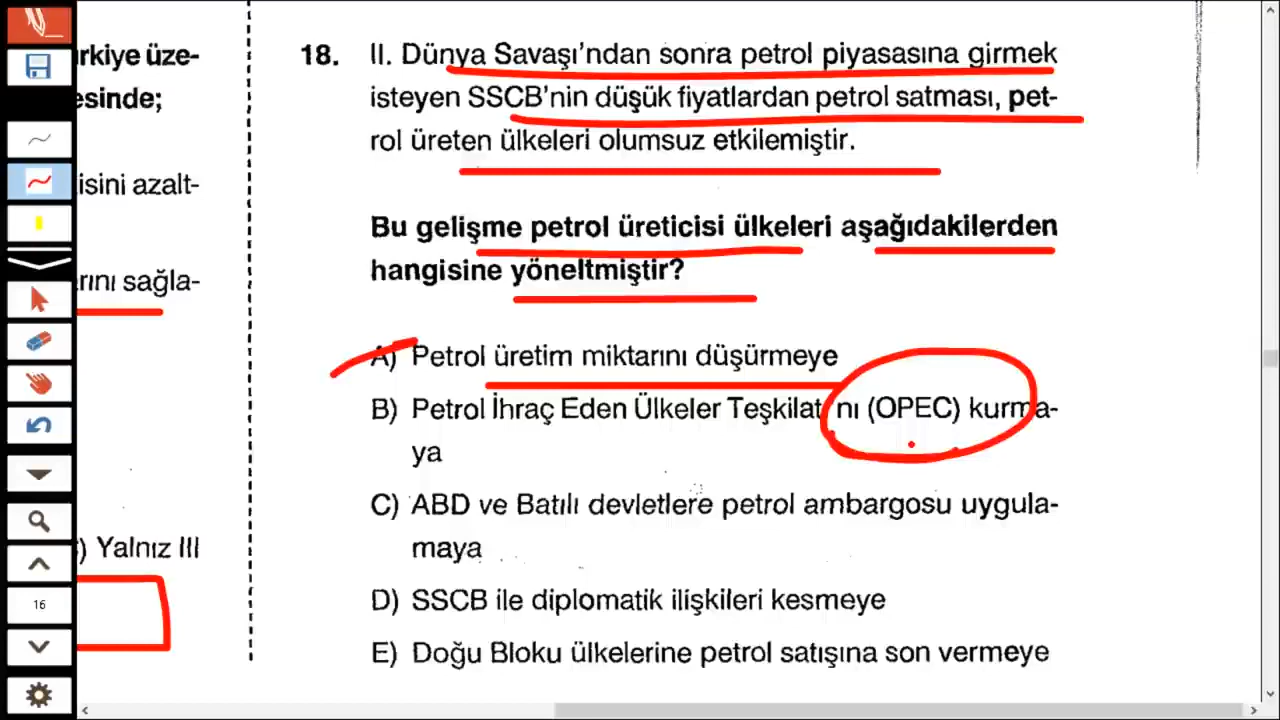 rkiye üze-
esinde;
isini azalt-
rını sağla-
) Yalnız III
16
18. II. Dünya Savaşı’ndan sonra petrol piyasasına girmek
isteyen SSCB’nin düşük fiyatlardan petrol satması, pet-
rol üreten ülkeleri olumsuz etkilemiştir.
Bu gelişme petrol üreticisi ülkeleri aşağıdakilerden
hangisine yöneltmiştir?
A) Petrol üretim miktarını düşürmeye
B) Petrol İhraç Eden Ülkeler Teşkilatını (OPEC) kurma-
ya
C) ABD ve Batılı devletlere petrol ambargosu uygula-
maya
D) SSCB ile diplomatik ilişkileri kesmeye
E) Doğu Bloku ülkelerine petrol satışına son vermeye